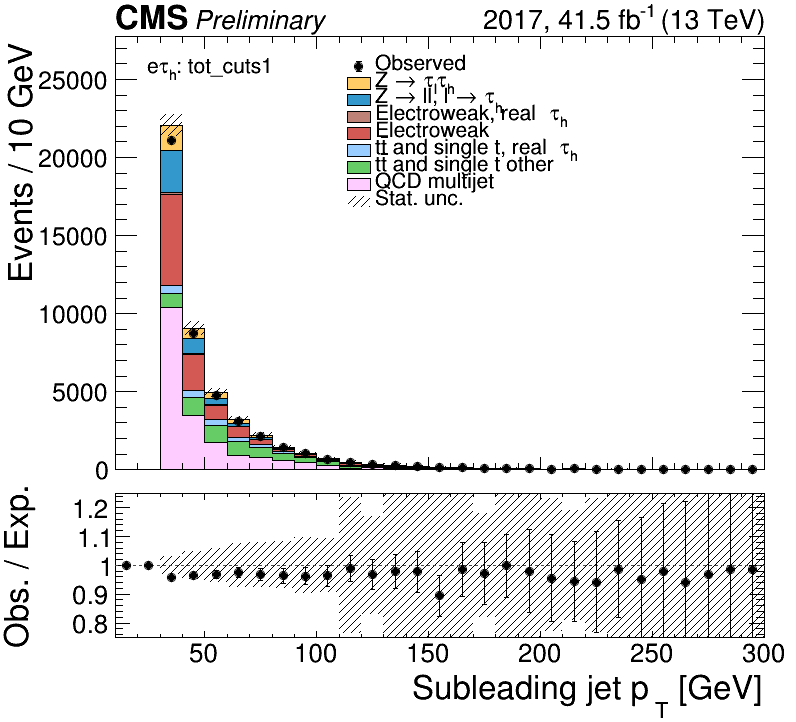 CMS Preliminary 2017, 41.5 fb⁻¹ (13 TeV)
eτh: tot_cuts1
Observed
Z → τlτh
Z → ll, l → τh
Electroweak, real τh
Electroweak
tt̄ and single t, real τh
tt̄ and single t other
QCD multijet
Stat. unc.
Events / 10 GeV
25000
20000
15000
10000
5000
0
Obs. / Exp.
1.2
1.1
1
0.9
0.8
50 100 150 200 250 300
Subleading jet pT [GeV]